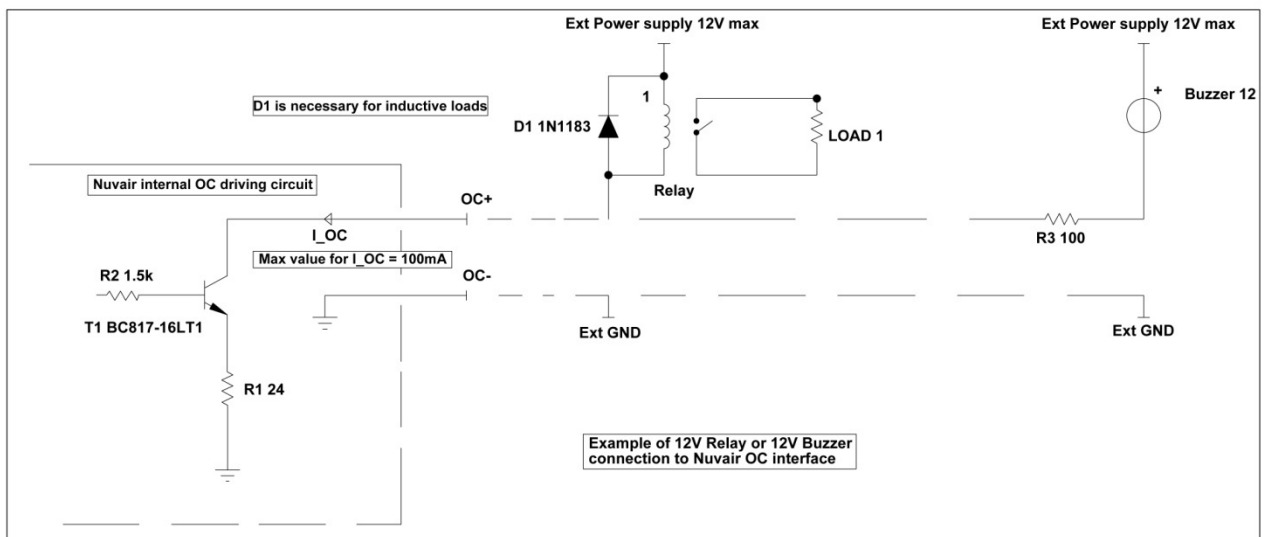 Ext Power supply 12V max
Ext Power supply 12V max
D1 is necessary for inductive loads
1
+
Buzzer 12
D1 1N1183
LOAD 1
Nuvair internal OC driving circuit
Relay
OC+
I_OC
R3 100
Max value for I_OC = 100mA
R2 1.5k
OC-
T1 BC817-16LT1
Ext GND
Ext GND
R1 24
Example of 12V Relay or 12V Buzzer
connection to Nuvair OC interface